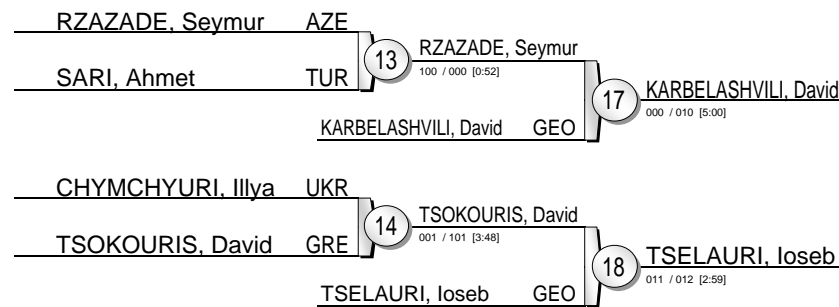 RZAZADE, Seymur AZE
SARI, Ahmet TUR
13
RZAZADE, Seymur
100 / 000 [0:52]
KARBELASHVILI, David GEO
17
KARBELASHVILI, David
000 / 010 [5:00]
CHYMCHYURI, Illya UKR
TSOKOURIS, David GRE
14
TSOKOURIS, David
001 / 101 [3:48]
TSELAURI, Ioseb GEO
18
TSELAURI, Ioseb
011 / 012 [2:59]